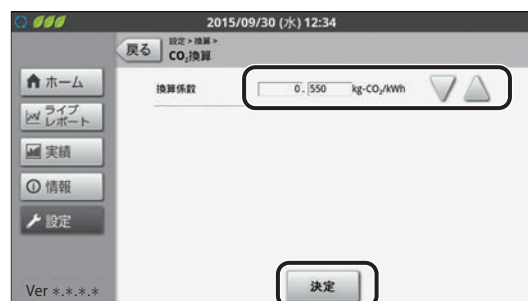 2015/09/30 (水) 12:34
戻る
設定 > 換算 >
CO₂換算
ホーム
ライブ
レポート
実績
情報
設定
換算係数
0. 550 kg-CO₂/kWh
決定
Ver *.*.*.*